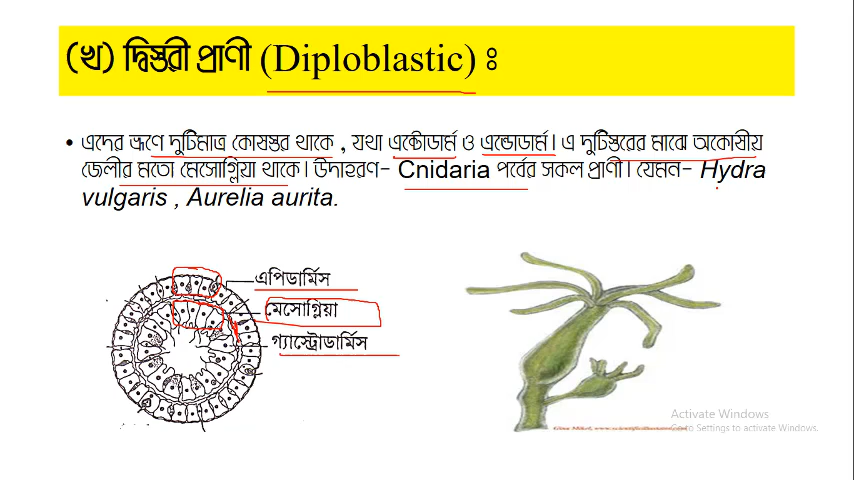 (খ) দ্বিস্তরী প্রাণী (Diploblastic) ঃ
• এদের ভ্রূণে দুটিমাত্র কোষস্তর থাকে , যথা এক্টোডার্ম ও এন্ডোডার্ম। এ দুটিস্তরের মাঝে অকোষীয়
জেলীর মতো মেসোগ্লিয়া থাকে। উদাহরণ- Cnidaria পর্বের সকল প্রাণী। যেমন- Hydra
vulgaris , Aurelia aurita.
এপিডার্মিস
মেসোগ্লিয়া
গ্যাস্ট্রোডার্মিস
Activate Windows
Go to Settings to activate Windows.